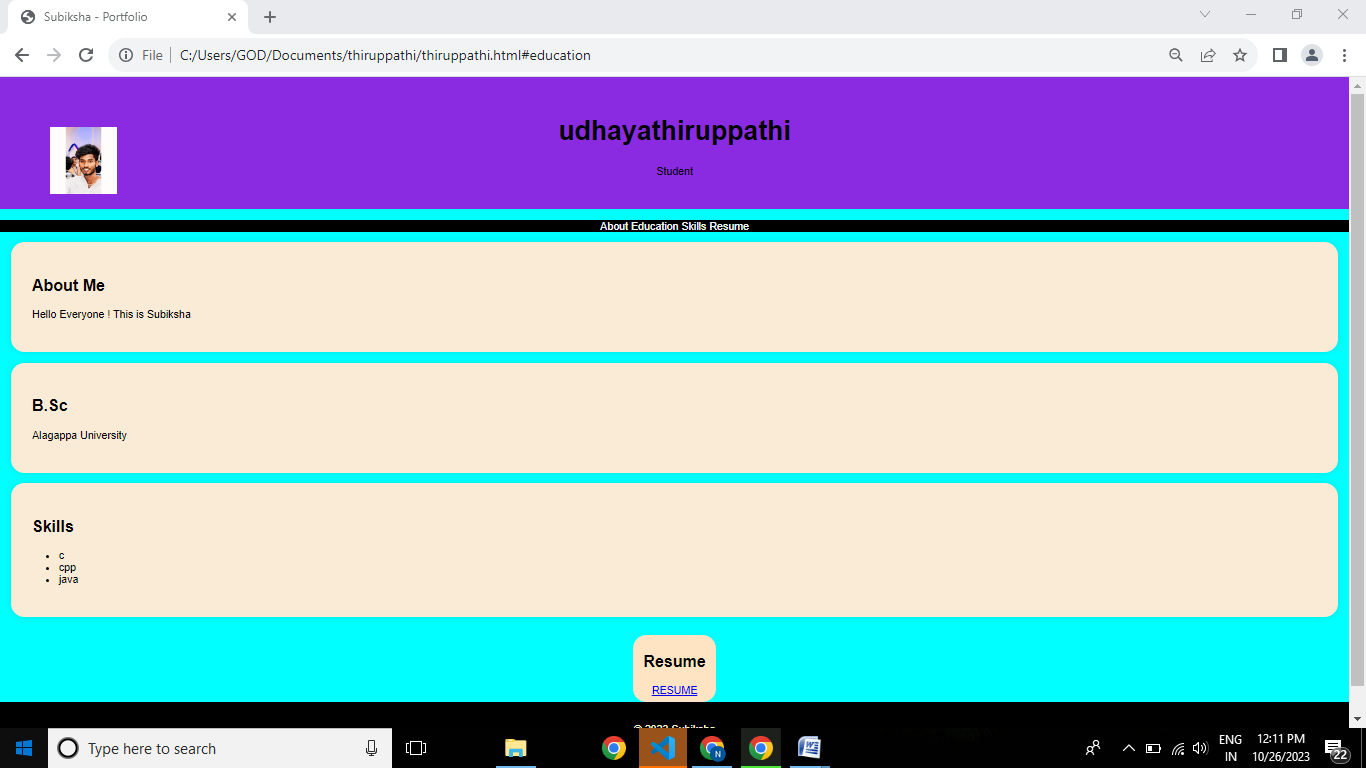 Subiksha - Portfolio
File C:/Users/GOD/Documents/thiruppathi/thiruppathi.html#education
udhayathiruppathi
Student
About Education Skills Resume
About Me
Hello Everyone ! This is Subiksha
B.Sc
Alagappa University
Skills
• c
• cpp
• java
Resume
RESUME
© 2023 Subiksha
Type here to search
N
W
ENG
IN
12:11 PM
10/26/2023
22